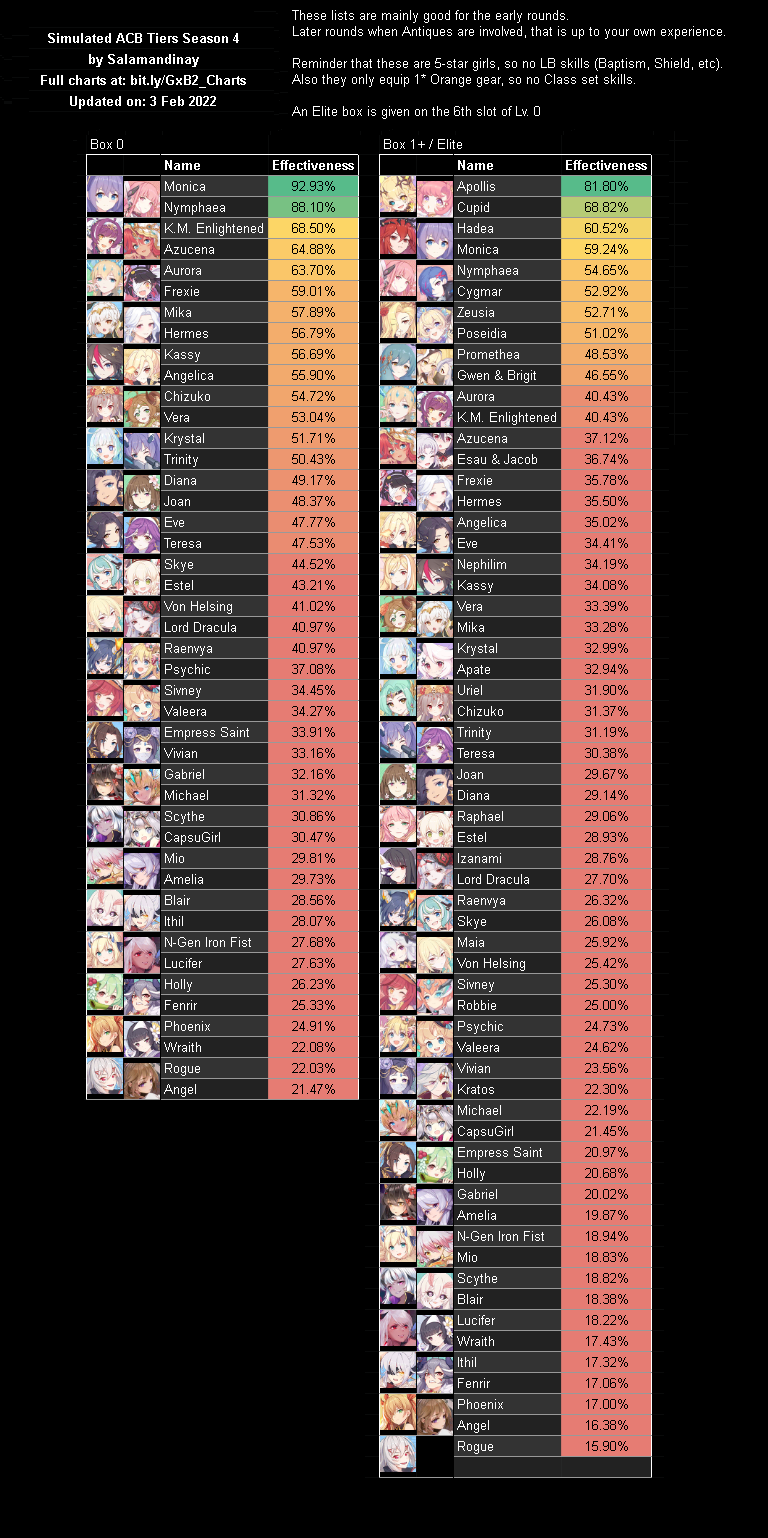 Simulated ACB Tiers Season 4
by Salamandinay
Full charts at: bit.ly/GxB2_Charts
Updated on: 3 Feb 2022
These lists are mainly good for the early rounds.
Later rounds when Antiques are involved, that is up to your own experience.
Reminder that these are 5-star girls, so no LB skills (Baptism, Shield, etc).
Also they only equip 1* Orange gear, so no Class set skills.
An Elite box is given on the 6th slot of Lv. 0
Box 0
Name Effectiveness
Monica 92.93%
Nymphaea 88.10%
K.M. Enlightened 68.50%
Azucena 64.88%
Aurora 63.70%
Frexie 59.01%
Mika 57.89%
Hermes 56.79%
Kassy 56.69%
Angelica 55.90%
Chizuko 54.72%
Vera 53.04%
Krystal 51.71%
Trinity 50.43%
Diana 49.17%
Joan 48.37%
Eve 47.77%
Teresa 47.53%
Skye 44.52%
Estel 43.21%
Von Helsing 41.02%
Lord Dracula 40.97%
Raenvya 40.97%
Psychic 37.08%
Sivney 34.45%
Valeera 34.27%
Empress Saint 33.91%
Vivian 33.16%
Gabriel 32.16%
Michael 31.32%
Scythe 30.86%
CapsuGirl 30.47%
Mio 29.81%
Amelia 29.73%
Blair 28.56%
Ithil 28.07%
N-Gen Iron Fist 27.68%
Lucifer 27.63%
Holly 26.23%
Fenrir 25.33%
Phoenix 24.91%
Wraith 22.08%
Rogue 22.03%
Angel 21.47%
Box 1+ / Elite
Name Effectiveness
Apollis 81.80%
Cupid 68.82%
Hadea 60.52%
Monica 59.24%
Nymphaea 54.65%
Cygmar 52.92%
Zeusia 52.71%
Poseidia 51.02%
Promethea 48.53%
Gwen & Brigit 46.55%
Aurora 40.43%
K.M. Enlightened 40.43%
Azucena 37.12%
Esau & Jacob 36.74%
Frexie 35.78%
Hermes 35.50%
Angelica 35.02%
Eve 34.41%
Nephilim 34.19%
Kassy 34.08%
Vera 33.39%
Mika 33.28%
Krystal 32.99%
Apate 32.94%
Uriel 31.90%
Chizuko 31.37%
Trinity 31.19%
Teresa 30.38%
Joan 29.67%
Diana 29.14%
Raphael 29.06%
Estel 28.93%
Izanami 28.76%
Lord Dracula 27.70%
Raenvya 26.32%
Skye 26.08%
Maia 25.92%
Von Helsing 25.42%
Sivney 25.30%
Robbie 25.00%
Psychic 24.73%
Valeera 24.62%
Vivian 23.56%
Kratos 22.30%
Michael 22.19%
CapsuGirl 21.45%
Empress Saint 20.97%
Holly 20.68%
Gabriel 20.02%
Amelia 19.87%
N-Gen Iron Fist 18.94%
Mio 18.83%
Scythe 18.82%
Blair 18.38%
Lucifer 18.22%
Wraith 17.43%
Ithil 17.32%
Fenrir 17.06%
Phoenix 17.00%
Angel 16.38%
Rogue 15.90%